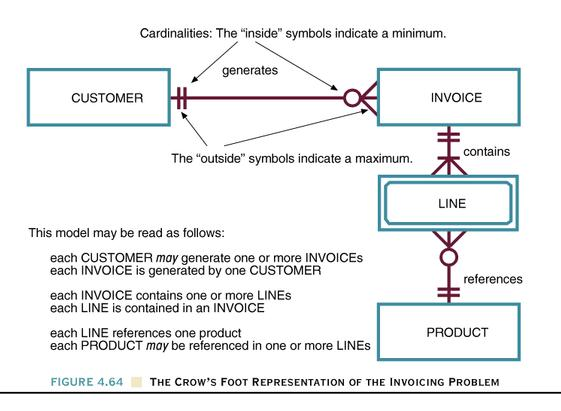 Cardinalities: The “inside” symbols indicate a minimum.
generates
CUSTOMER
INVOICE
The “outside” symbols indicate a maximum.
contains
LINE
This model may be read as follows:
each CUSTOMER may generate one or more INVOICEs
each INVOICE is generated by one CUSTOMER
references
each INVOICE contains one or more LINEs
each LINE is contained in an INVOICE
each LINE references one product
each PRODUCT may be referenced in one or more LINEs
PRODUCT
FIGURE 4.64 THE CROW’S FOOT REPRESENTATION OF THE INVOICING PROBLEM